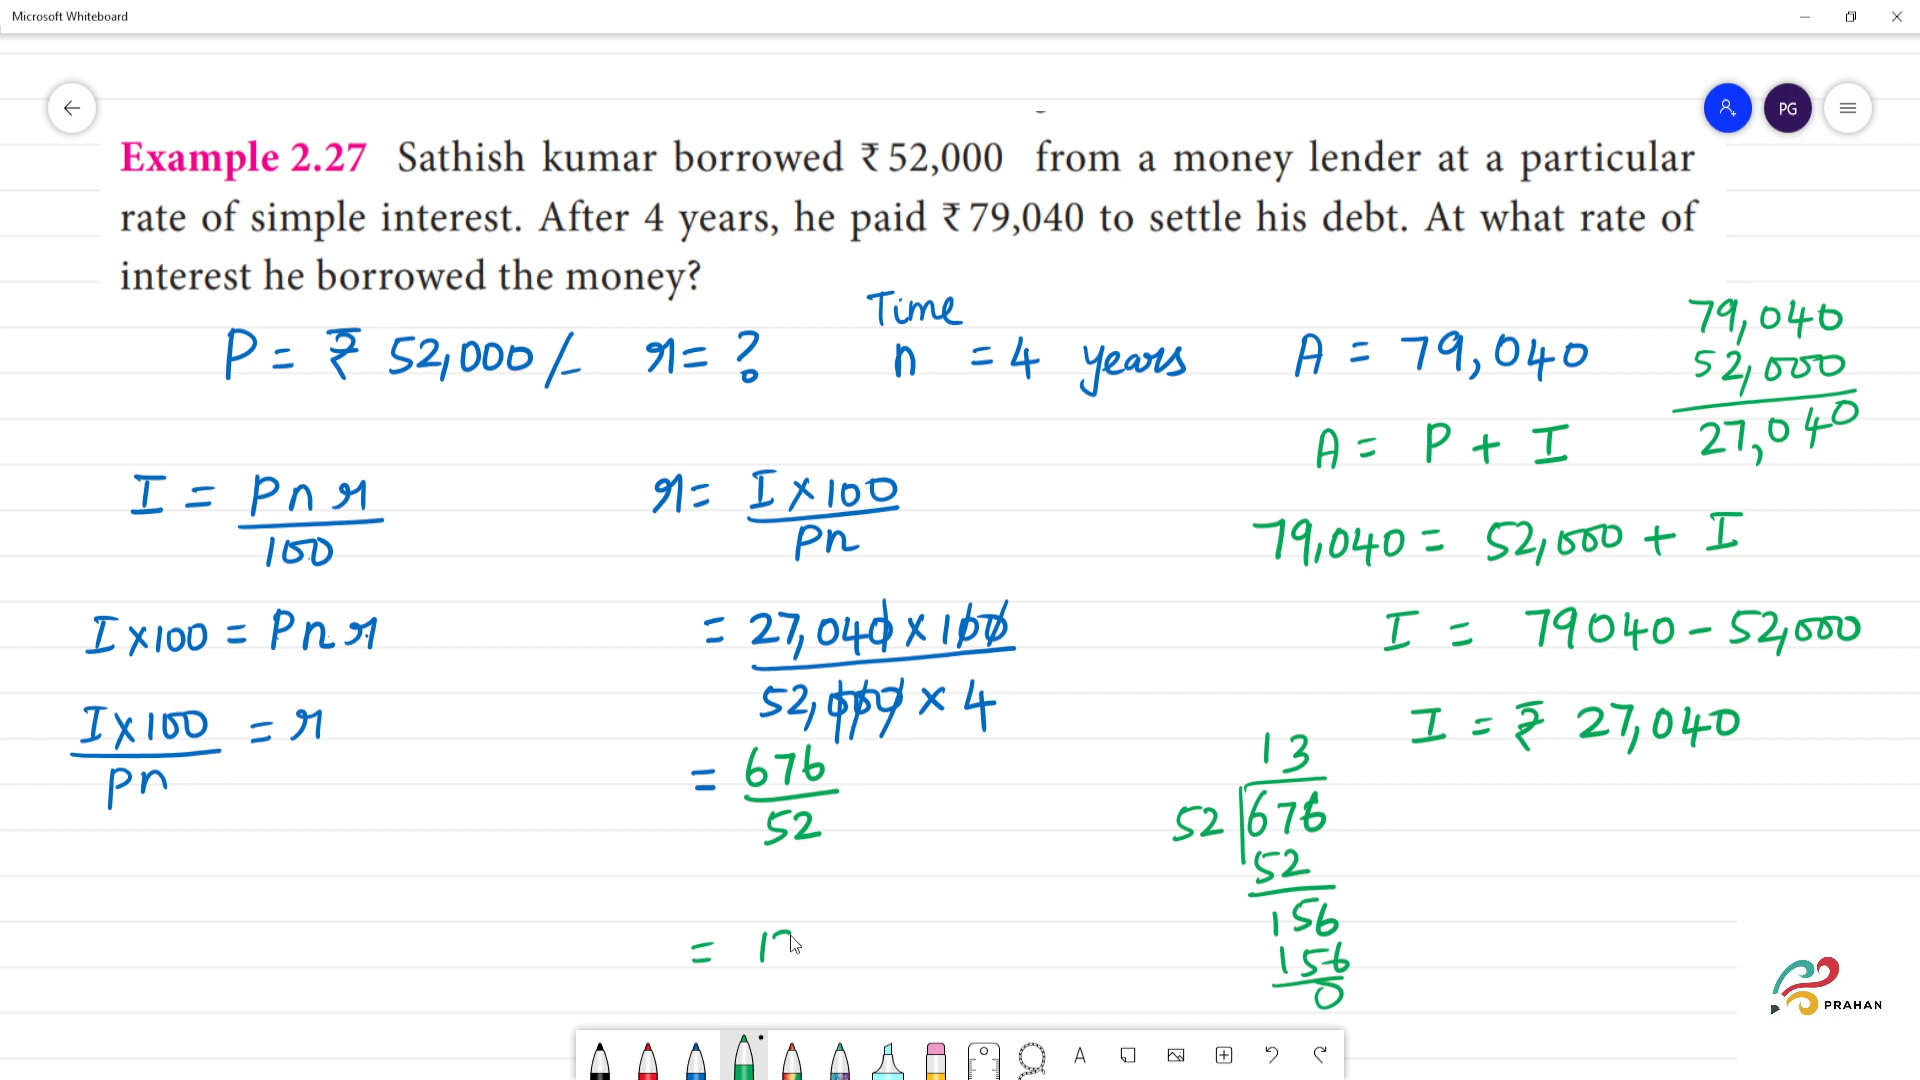 Microsoft Whiteboard
PG
Example 2.27 Sathish kumar borrowed ₹ 52,000 from a money lender at a particular
rate of simple interest. After 4 years, he paid ₹ 79,040 to settle his debt. At what rate of
interest he borrowed the money?
P = ₹ 52,000/- r = ?
Time
n = 4 years
A = 79,040
79,040
52,000
27,040
A = P + I
79,040 = 52,000 + I
I = 79040 - 52,000
I = ₹ 27,040
I = Pnr
100
I x 100 = Pnr
I x 100 = r
Pn
r = I x 100
Pn
= 27,040 x 100
52,000 x 4
= 676
52
13
52 676
52
156
156
0
= 1
PRAHAN
A